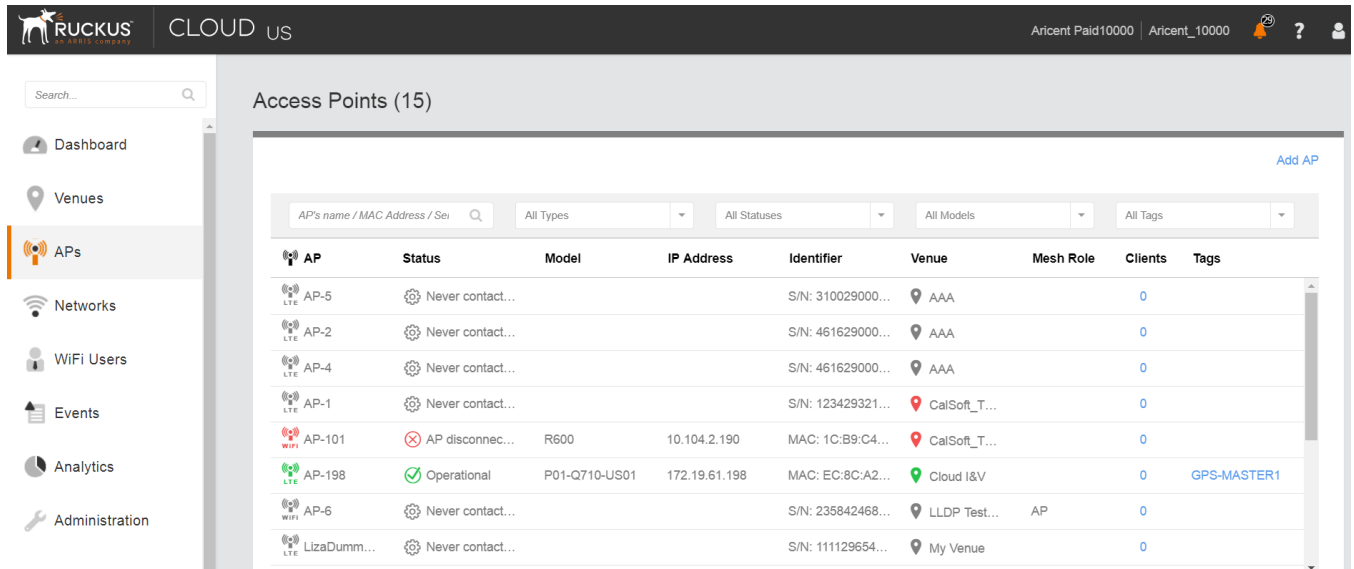 RUCKUS™ CLOUD US Aricent Paid10000 Aricent_10000 29 ?
an ARRIS company
Search...
Access Points (15)
Dashboard
Add AP
Venues
AP's name / MAC Address / Sei All Types All Statuses All Models All Tags
APs
AP Status Model IP Address Identifier Venue Mesh Role Clients Tags
LTE AP-5 Never contact... S/N: 310029000... AAA 0
Networks
LTE AP-2 Never contact... S/N: 461629000... AAA 0
WiFi Users
LTE AP-4 Never contact... S/N: 461629000... AAA 0
LTE AP-1 Never contact... S/N: 123429321... CalSoft_T... 0
Events
WiFi AP-101 AP disconnec... R600 10.104.2.190 MAC: 1C:B9:C4... CalSoft_T... 0
Analytics
LTE AP-198 Operational P01-Q710-US01 172.19.61.198 MAC: EC:8C:A2... Cloud I&V 0 GPS-MASTER1
WiFi AP-6 Never contact... S/N: 235842468... LLDP Test... AP 0
Administration
LTE LizaDumm... Never contact... S/N: 111129654... My Venue 0